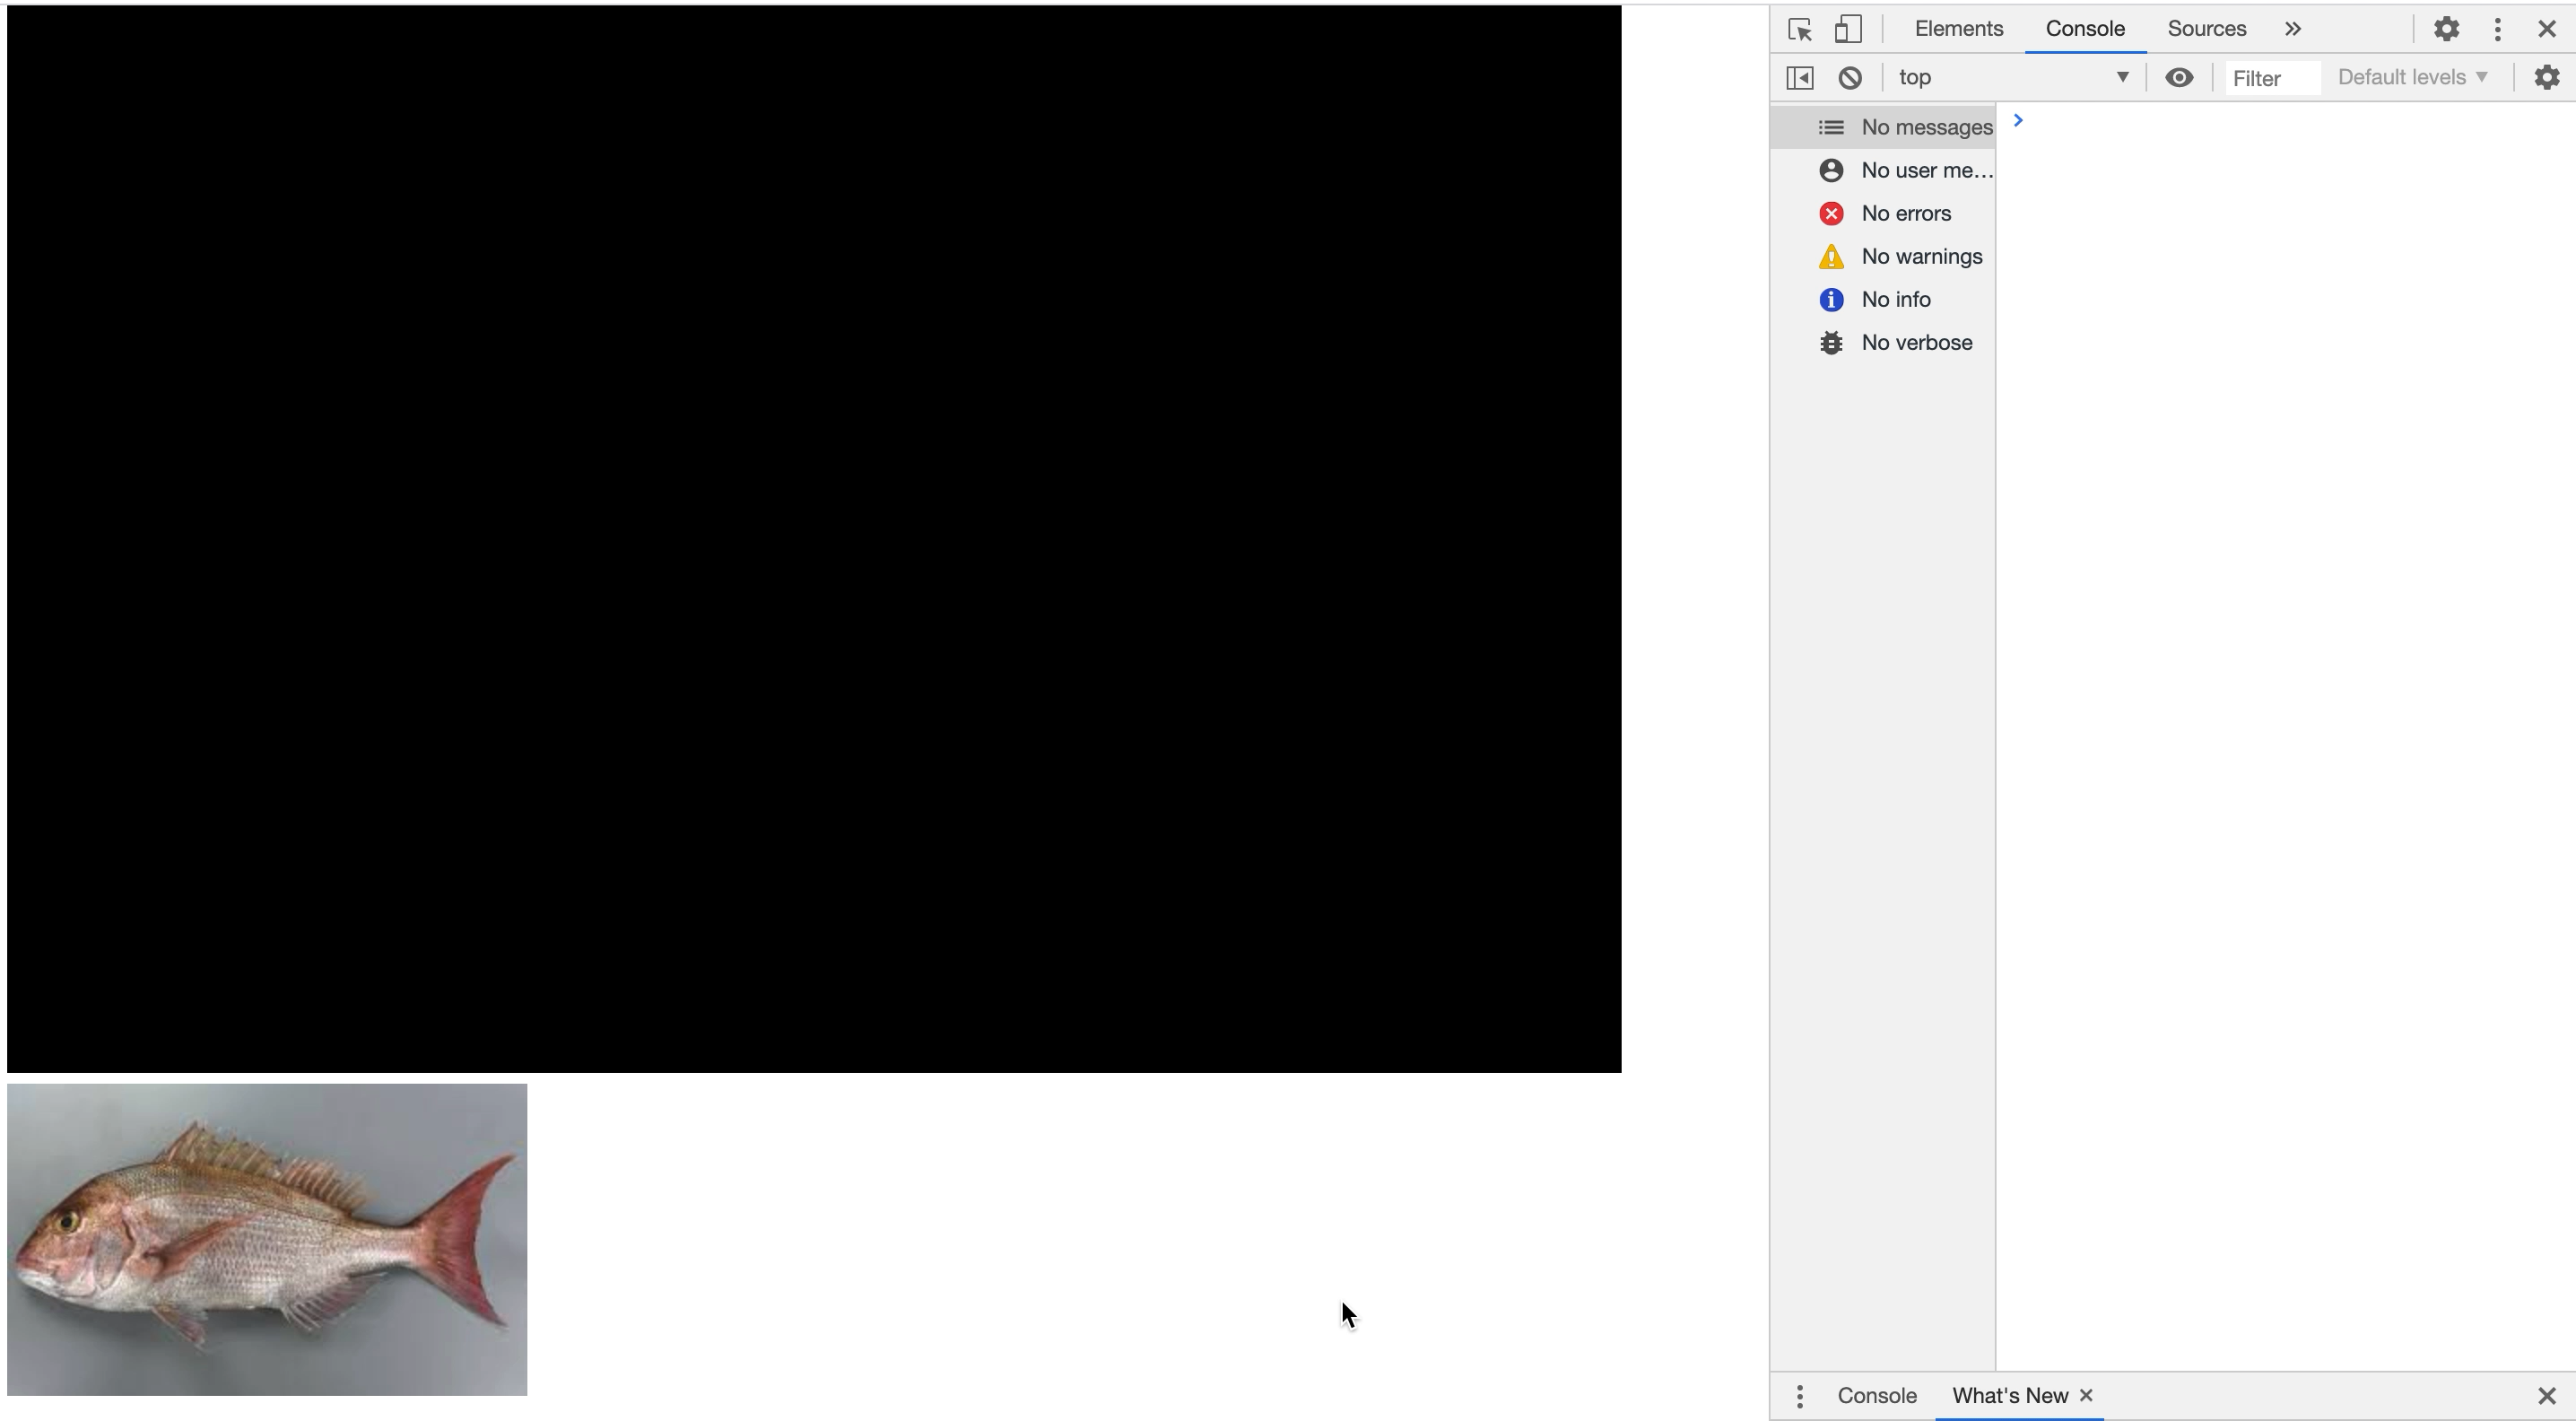 Elements Console Sources
top Filter Default levels
No messages
No user me…
No errors
No warnings
No info
No verbose
Console What's New